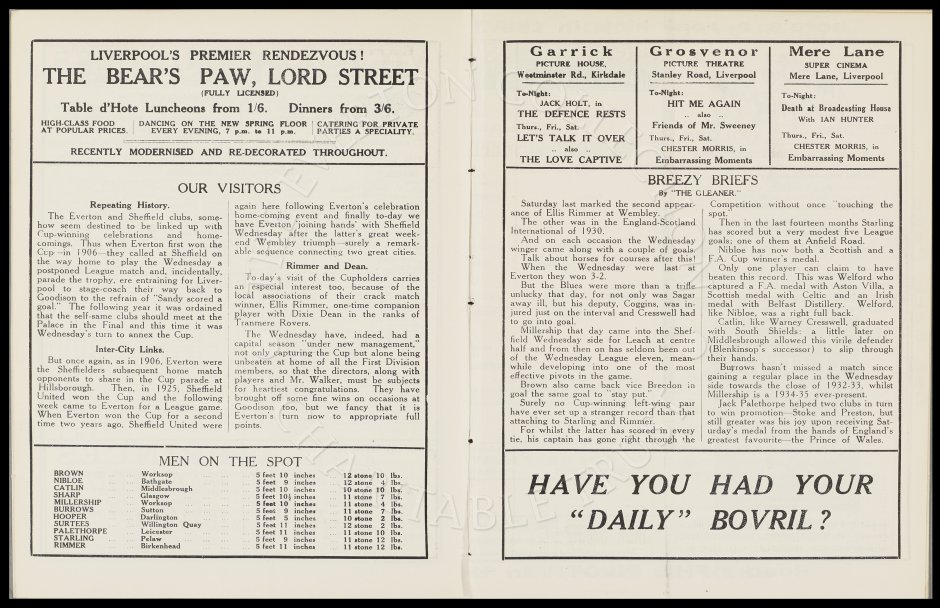 LIVERPOOL'S PREMIER RENDEZVOUS!
THE BEAR'S PAW, LORD STREET
(FULLY LICENSED)
Table d'Hote Luncheons from 1/6. Dinners from 3/6.
HIGH-CLASS FOOD
AT POPULAR PRICES.
DANCING ON THE NEW SPRING FLOOR
EVERY EVENING, 7 p.m. to 11 p.m.
CATERING FOR PRIVATE
PARTIES A SPECIALITY.
RECENTLY MODERNISED AND RE-DECORATED THROUGHOUT.
OUR VISITORS
Repeating History.
The Everton and Sheffield clubs, some-
how seem destined to be linked up with
Cup-winning celebrations and home-
comings. Thus when Everton first won the
Cup—in 1906—they called at Sheffield on
the way home to play the Wednesday a
postponed League match and, incidentally,
parade the trophy, ere entraining for Liver-
pool to stage-coach their way back to
Goodison to the refrain of "Sandy scored a
goal." The following year it was ordained
that the self-same clubs should meet at the
Palace in the Final and this time it was
Wednesday's turn to annex the Cup.
Inter-City Links.
But once again, as in 1906, Everton were
the Sheffielders subsequent home match
opponents to share in the Cup parade at
Hillsborough. Then, in 1925, Sheffield
United won the Cup and the following
week came to Everton for a League game.
When Everton won the Cup for a second
time two years ago, Sheffield United were
again here following Everton's celebration
home-coming event and finally to-day we
have Everton 'joining hands' with Sheffield
Wednesday after the latter's great week-
end Wembley triumph—surely a remark-
able sequence connecting two great cities.
Rimmer and Dean.
To-day's visit of the Cupholders carries
an especial interest too, because of the
local associations of their crack match
winner, Ellis Rimmer, one-time companion
player with Dixie Dean in the ranks of
Tranmere Rovers.
The Wednesday have, indeed, had a
capital season "under new management,"
not only capturing the Cup but alone being
unbeaten at home of all the First Division
members, so that the directors, along with
players and Mr. Walker, must be subjects
for heartiest congratulations. They have
brought off some fine wins on occasions at
Goodison too, but we fancy that it is
Everton's turn now to appropriate full
points.
MEN ON THE SPOT
BROWN Worksop 5 feet 10 inches 12 stone 10 lbs.
NIBLOE Bathgate 5 feet 9 inches 12 stone 4 lbs.
CATLIN Middlesbrough 5 feet 10 inches 10 stone 10 lbs.
SHARP Glasgow 5 feet 10½ inches 11 stone 7 lbs.
MILLERSHIP Worksop 5 feet 10 inches 11 stone 4 lbs.
BURROWS Sutton 5 feet 9 inches 11 stone 7 lbs.
HOOPER Darlington 5 feet 5 inches 10 stone 2 lbs.
SURTEES Willington Quay 5 feet 11 inches 12 stone 2 lbs.
PALETHORPE Leicester 5 feet 11 inches 11 stone 10 lbs.
STARLING Pelaw 5 feet 9 inches 11 stone 12 lbs.
RIMMER Birkenhead 5 feet 11 inches 11 stone 12 lbs.
Garrick
PICTURE HOUSE,
Westminster Rd., Kirkdale
To-Night:
JACK HOLT, in
THE DEFENCE RESTS
Thurs., Fri., Sat.
LET'S TALK IT OVER
.. also ..
THE LOVE CAPTIVE
Grosvenor
PICTURE THEATRE
Stanley Road, Liverpool
To-Night:
HIT ME AGAIN
.. also ..
Friends of Mr. Sweeney
Thurs., Fri., Sat.
CHESTER MORRIS, in
Embarrassing Moments
Mere Lane
SUPER CINEMA
Mere Lane, Liverpool
To-Night:
Death at Broadcasting House
With IAN HUNTER
Thurs., Fri., Sat.
CHESTER MORRIS, in
Embarrassing Moments
BREEZY BRIEFS
By "THE GLEANER."
Saturday last marked the second appear-
ance of Ellis Rimmer at Wembley.
The other was in the England-Scotland
International of 1930.
And on each occasion the Wednesday
winger came along with a couple of goals.
Talk about horses for courses after this!
When the Wednesday were last at
Everton they won 3-2.
But the Blues were more than a trifle
unlucky that day, for not only was Sagar
away ill, but his deputy, Coggins, was in-
jured just on the interval and Cresswell had
to go into goal.
Millership that day came into the Shef-
field Wednesday side for Leach at centre
half and from then on has seldom been out
of the Wednesday League eleven, mean-
while developing into one of the most
effective pivots in the game.
Brown also came back vice Breedon in
goal the same goal to "stay put."
Surely no Cup-winning left-wing pair
have ever set up a stranger record than that
attaching to Starling and Rimmer.
For whilst the latter has scored in every
tie, his captain has gone right through the
Competition without once "touching the
spot."
Then in the last fourteen months Starling
has scored but a very modest five League
goals; one of them at Anfield Road.
Nibloe has now both a Scottish and a
F.A. Cup winner's medal.
Only one player can claim to have
beaten this record. This was Welford who
captured a F.A. medal with Aston Villa, a
Scottish medal with Celtic and an Irish
medal with Belfast Distillery. Welford,
like Nibloe, was a right full back.
Catlin, like Warney Cresswell, graduated
with South Shields; a little later on
Middlesbrough allowed this virile defender
(Blenkinsop's successor) to slip through
their hands.
Burrows hasn't missed a match since
gaining a regular place in the Wednesday
side towards the close of 1932-33, whilst
Millership is a 1934-35 ever-present.
Jack Palethorpe helped two clubs in turn
to win promotion—Stoke and Preston, but
still greater was his joy upon receiving Sat-
urday's medal from the hands of England's
greatest favourite—the Prince of Wales.
HAVE YOU HAD YOUR
"DAILY" BOVRIL?